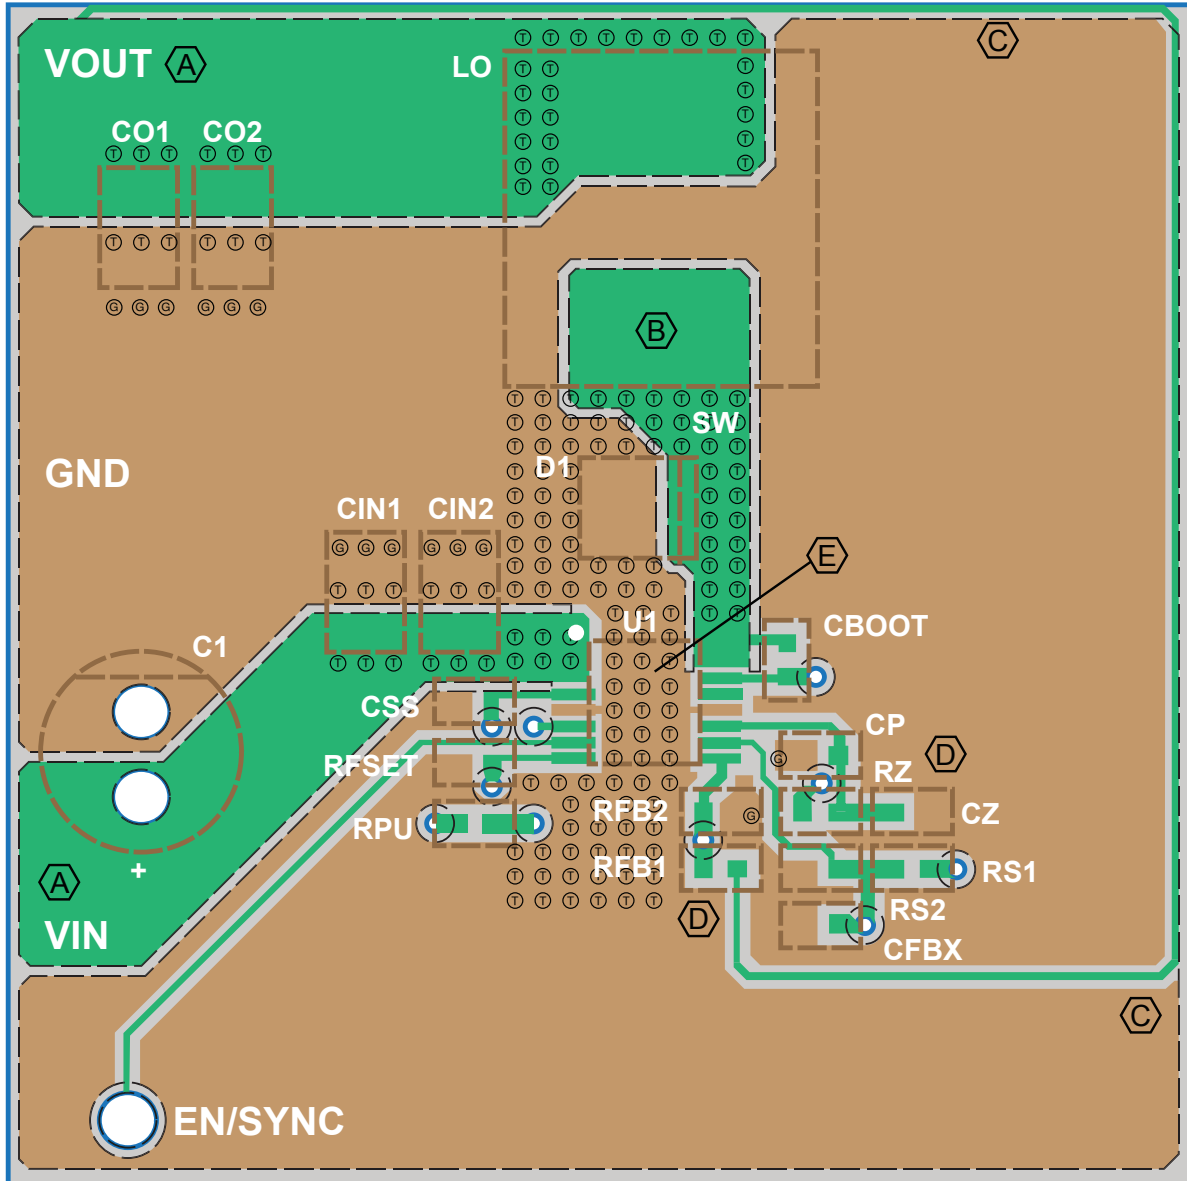 C
VOUT A
LO
CO1 CO2
B
SW
D1
GND
CIN1 CIN2
E
U1
CBOOT
C1
CSS
CP
RFSET
RZ D
RFB2
CZ
RPU
RFB1
RS1
+
A
RS2
D
VIN
CFBX
C
EN/SYNC